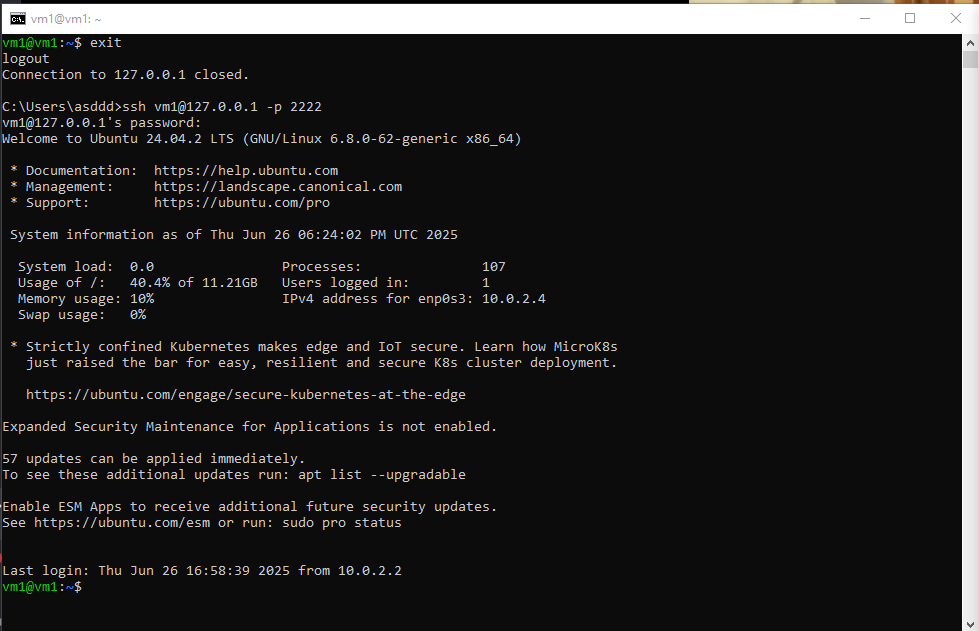 vm1@vm1: ~
vm1@vm1:~$ exit
logout
Connection to 127.0.0.1 closed.
C:\Users\asddd>ssh vm1@127.0.0.1 -p 2222
vm1@127.0.0.1's password:
Welcome to Ubuntu 24.04.2 LTS (GNU/Linux 6.8.0-62-generic x86_64)
* Documentation:  https://help.ubuntu.com
* Management:     https://landscape.canonical.com
* Support:        https://ubuntu.com/pro
System information as of Thu Jun 26 06:24:02 PM UTC 2025
System load:  0.0                Processes:               107
Usage of /:   40.4% of 11.21GB   Users logged in:         1
Memory usage: 10%                IPv4 address for enp0s3: 10.0.2.4
Swap usage:   0%
* Strictly confined Kubernetes makes edge and IoT secure. Learn how MicroK8s
just raised the bar for easy, resilient and secure K8s cluster deployment.
https://ubuntu.com/engage/secure-kubernetes-at-the-edge
Expanded Security Maintenance for Applications is not enabled.
57 updates can be applied immediately.
To see these additional updates run: apt list --upgradable
Enable ESM Apps to receive additional future security updates.
See https://ubuntu.com/esm or run: sudo pro status
Last login: Thu Jun 26 16:58:39 2025 from 10.0.2.2
vm1@vm1:~$